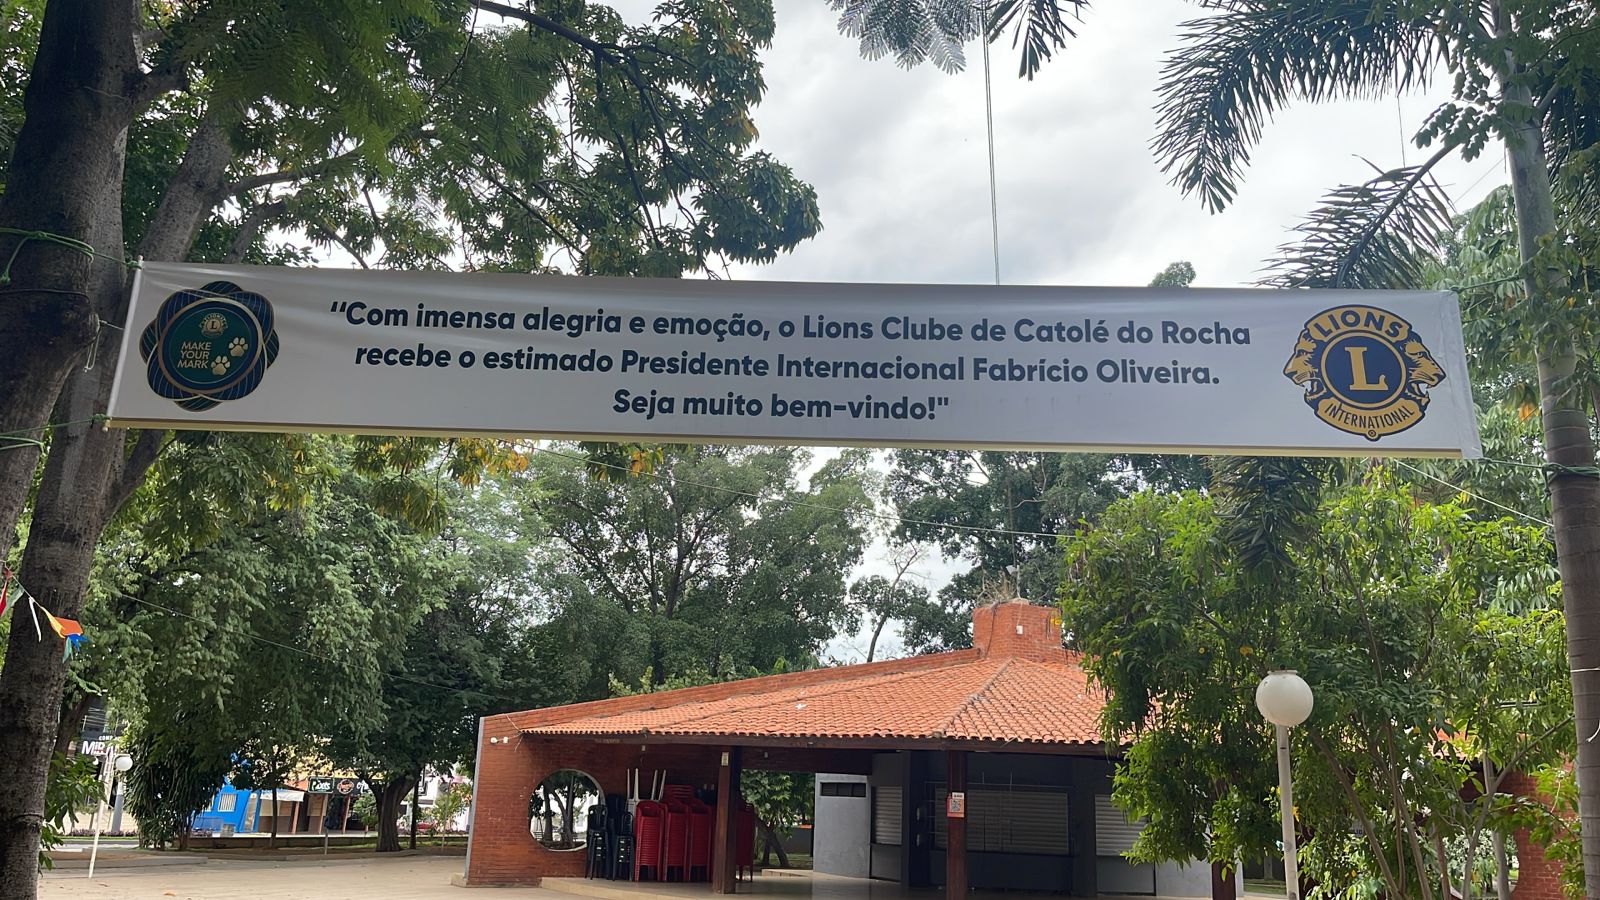 "Com imensa alegria e emoção, o Lions Clube de Catolé do Rocha
recebe o estimado Presidente Internacional Fabrício Oliveira.
Seja muito bem-vindo!"
MAKE
YOUR
MARK
LIONS
L
INTERNATIONAL